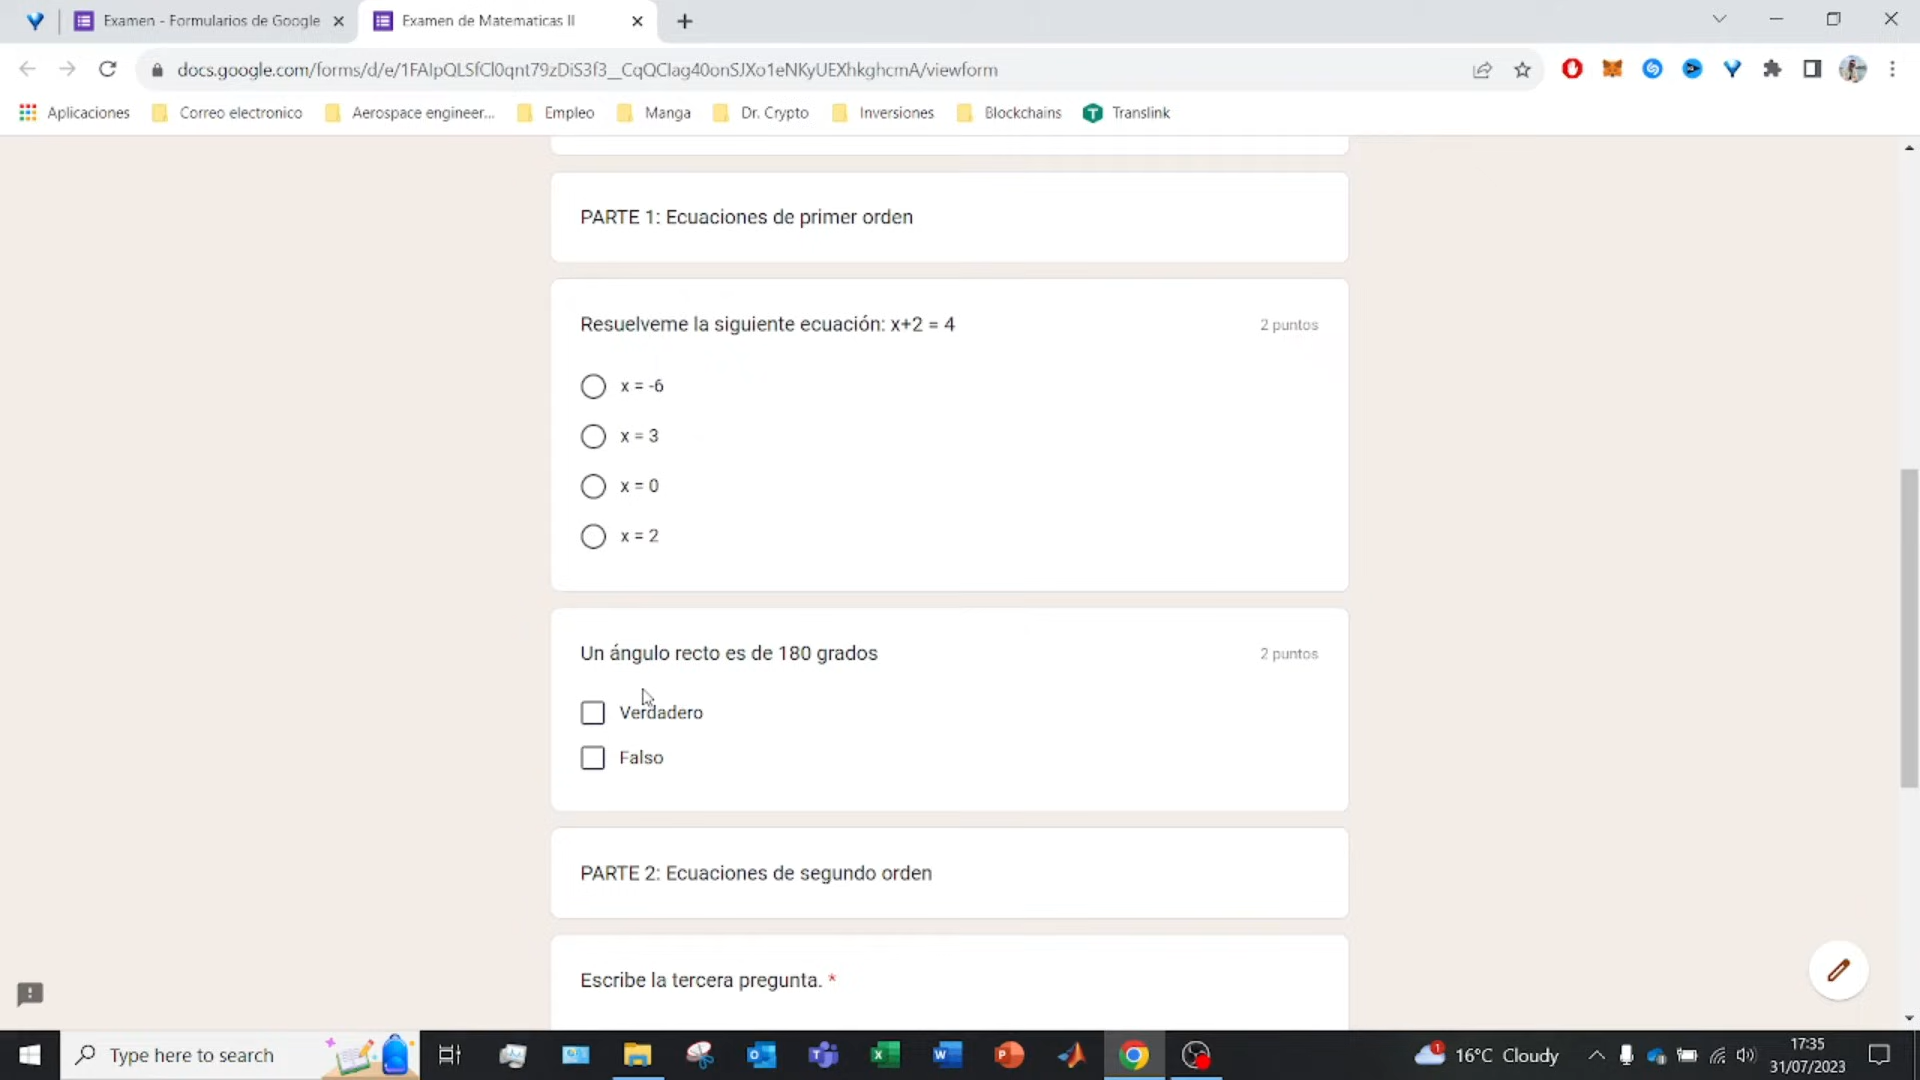 Examen - Formularios de Google
Examen de Matematicas II
docs.google.com/forms/d/e/1FAIpQLSfCl0qnt79zDiS3f3_CqQClag40onSJXo1eNKyUEXhkghcmA/viewform
Aplicaciones
Correo electronico
Aerospace engineer...
Empleo
Manga
Dr. Crypto
Inversiones
Blockchains
Translink
PARTE 1: Ecuaciones de primer orden
Resuelveme la siguiente ecuación: x+2 = 4
2 puntos
x = -6
x = 3
x = 0
x = 2
Un ángulo recto es de 180 grados
2 puntos
Verdadero
Falso
PARTE 2: Ecuaciones de segundo orden
Escribe la tercera pregunta. *
Type here to search
1
16°C Cloudy
17:35
31/07/2023